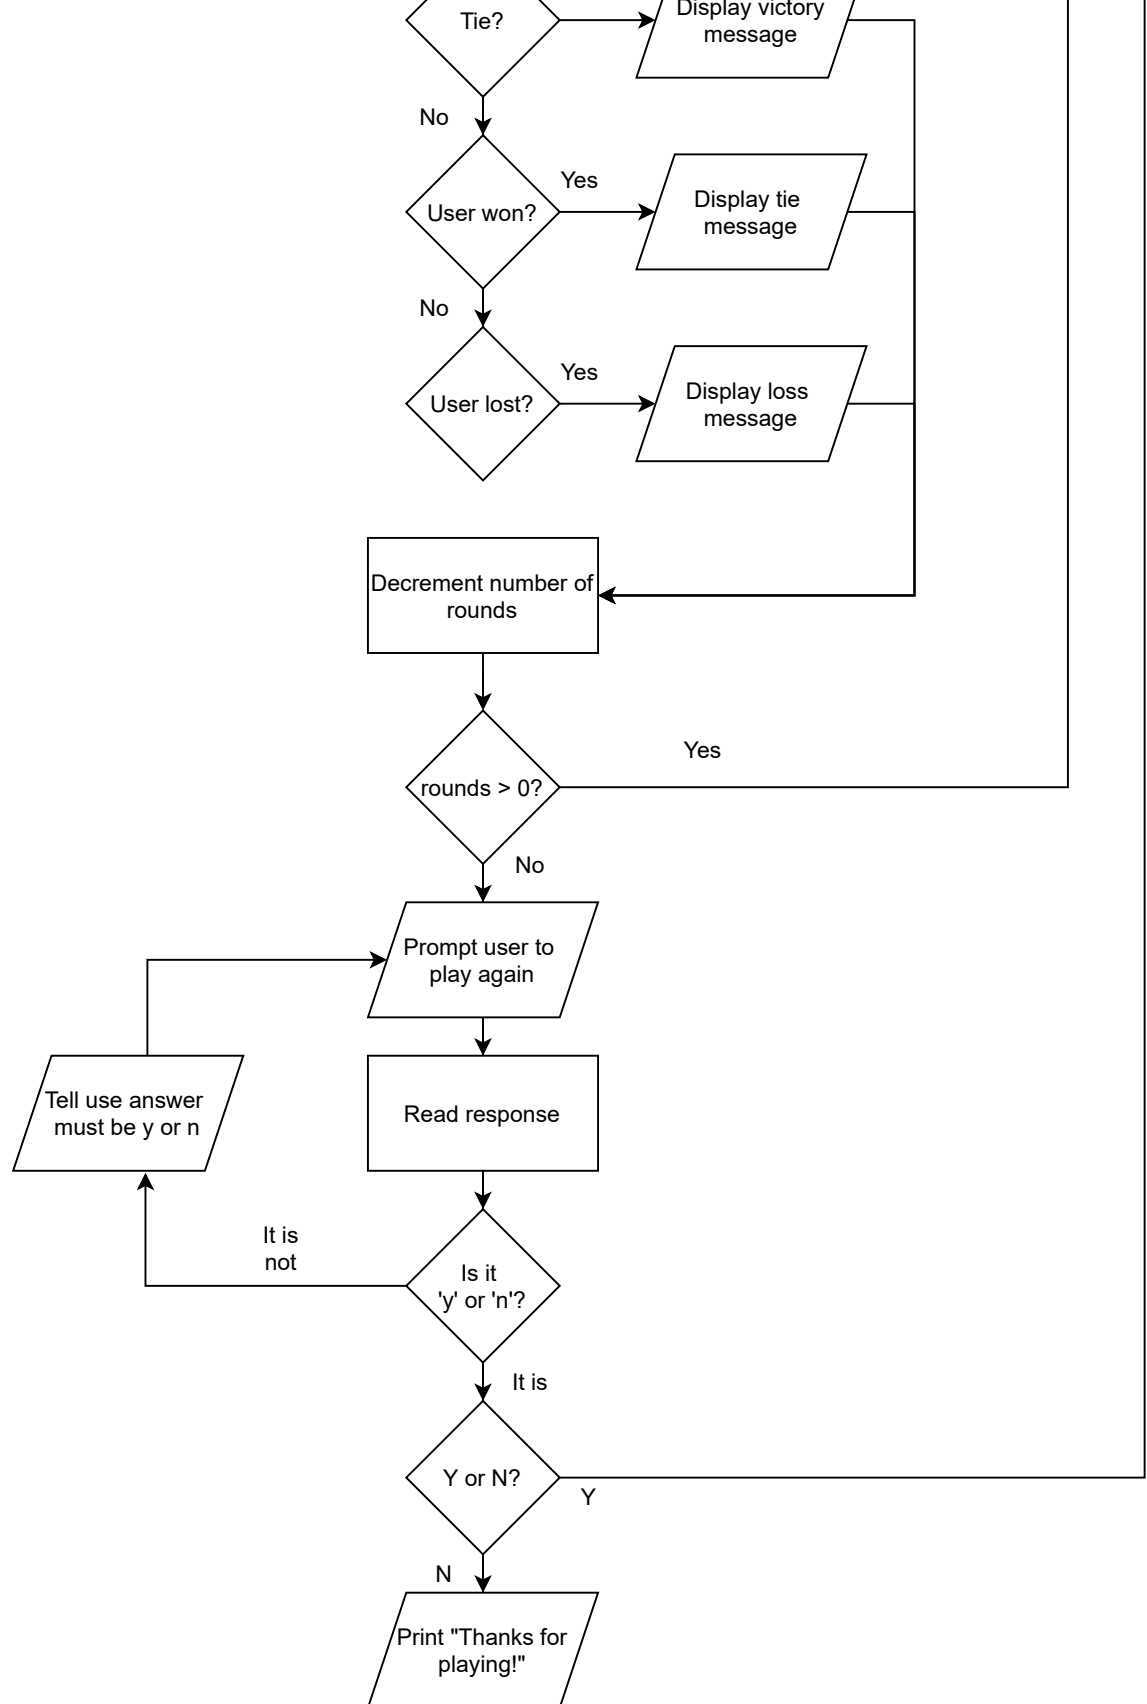 Tie?
Display victory
message
No
Yes
User won?
Display tie
message
No
Yes
User lost?
Display loss
message
Decrement number of
rounds
Yes
rounds > 0?
No
Prompt user to
play again
Tell use answer
must be y or n
Read response
It is
not
Is it
'y' or 'n'?
It is
Y or N?
Y
N
Print "Thanks for
playing!"